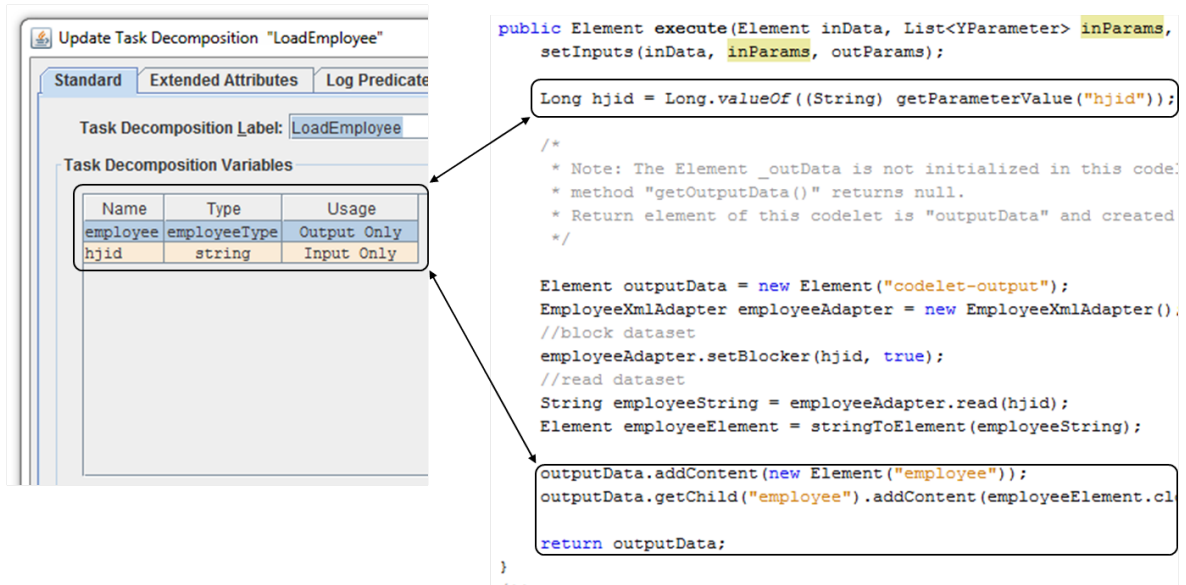 Update Task Decomposition "LoadEmployee"
Standard Extended Attributes Log Predicate
Task Decomposition Label: LoadEmployee
Task Decomposition Variables
Name Type Usage
employee employeeType Output Only
hjid string Input Only
public Element execute(Element inData, List<YParameter> inParams,
setInputs(inData, inParams, outParams);
Long hjid = Long.valueOf((String) getParameterValue("hjid"));
/*
* Note: The Element _outData is not initialized in this code
* method "getOutputData()" returns null.
* Return element of this codelet is "outputData" and created
*/
Element outputData = new Element("codelet-output");
EmployeeXmlAdapter employeeAdapter = new EmployeeXmlAdapter()
//block dataset
employeeAdapter.setBlocker(hjid, true);
//read dataset
String employeeString = employeeAdapter.read(hjid);
Element employeeElement = stringToElement(employeeString);
outputData.addContent(new Element("employee"));
outputData.getChild("employee").addContent(employeeElement.cl
return outputData;
}